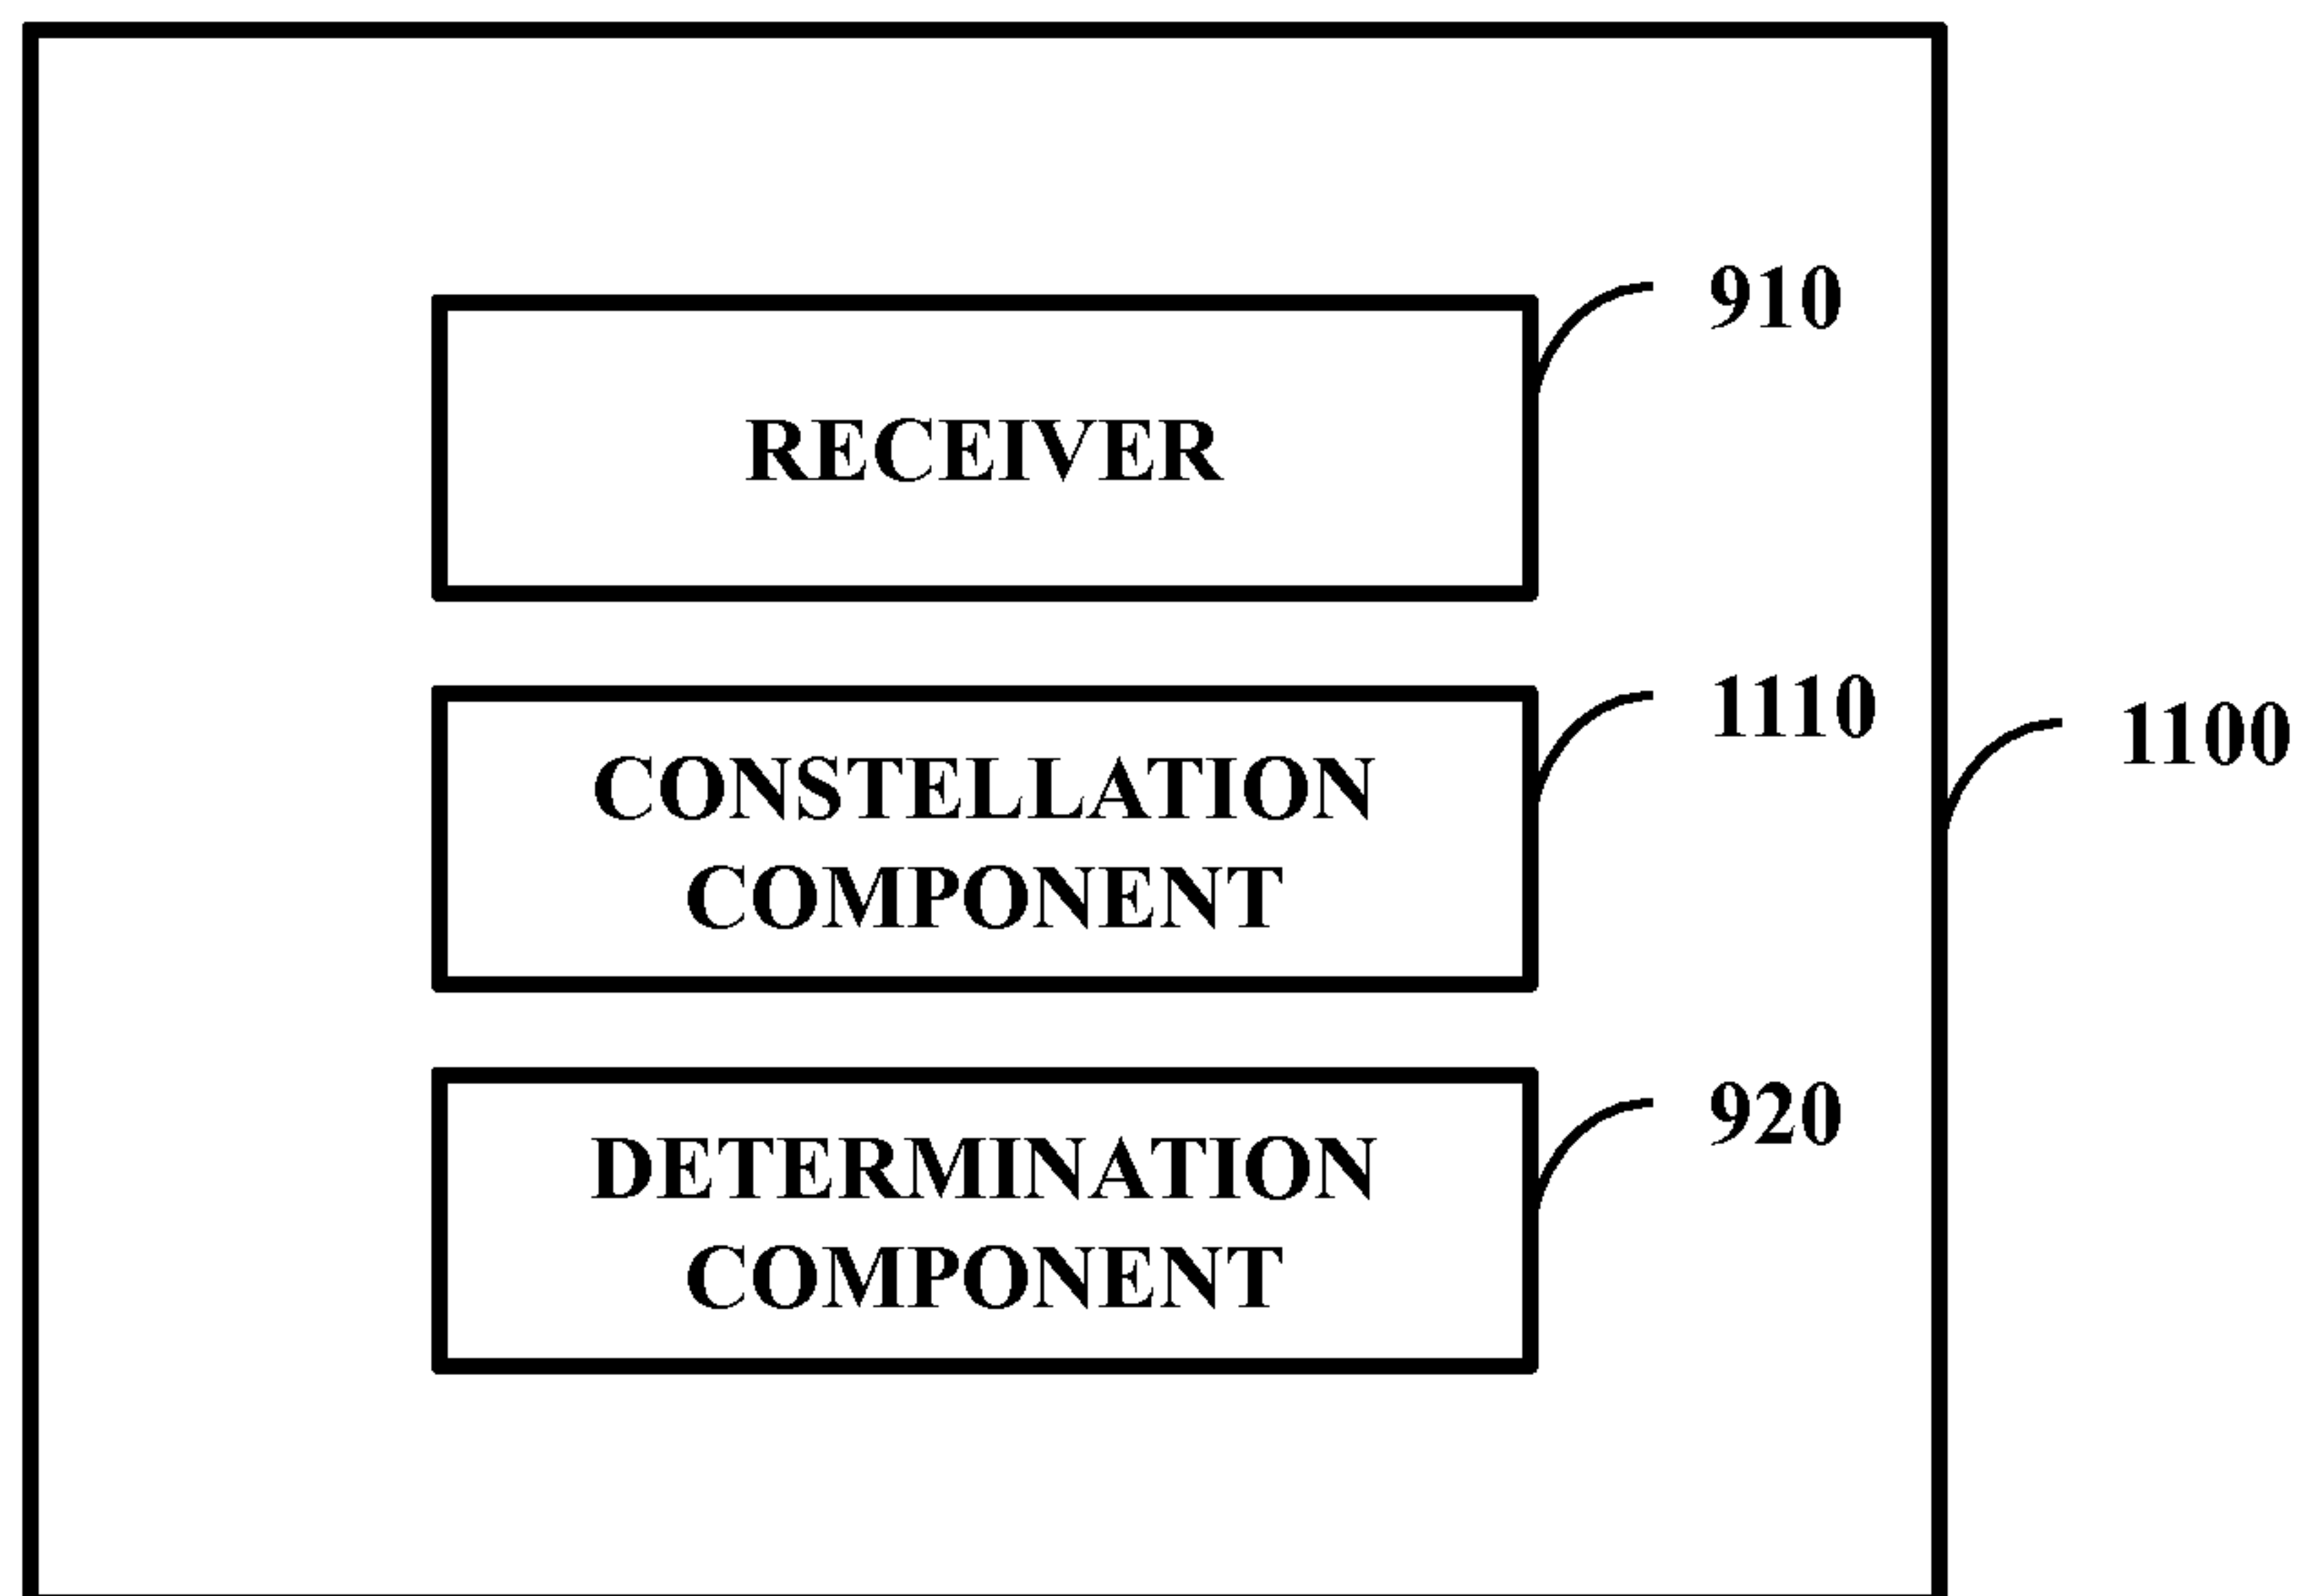 910
RECEIVER
1110
1100
CONSTELLATION
COMPONENT
920
DETERMINATION
COMPONENT